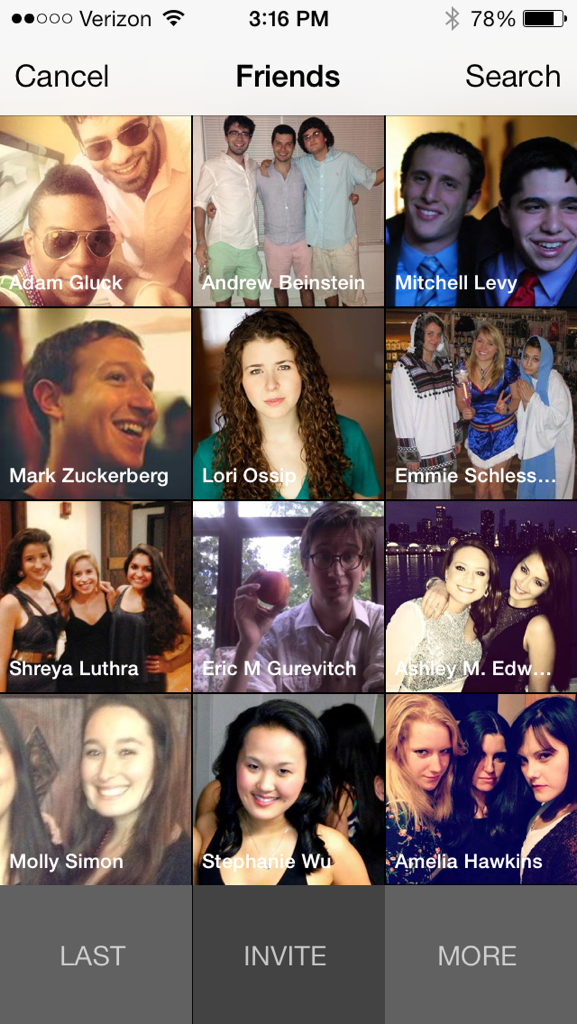 Verizon 3:16 PM 78%
Cancel Friends Search
Adam Gluck Andrew Beinstein Mitchell Levy
Mark Zuckerberg Lori Ossip Emmie Schless...
Shreya Luthra Eric M Gurevitch Ashley M. Edw...
Molly Simon Stephanie Wu Amelia Hawkins
LAST INVITE MORE